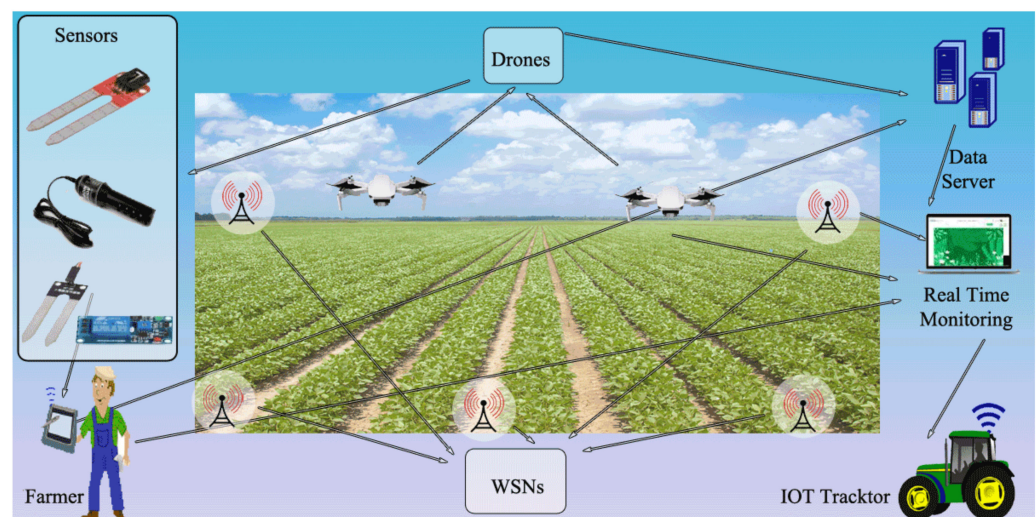 Sensors
Drones
Data
Server
Real Time
Monitoring
Farmer
WSNs
IOT Tracktor